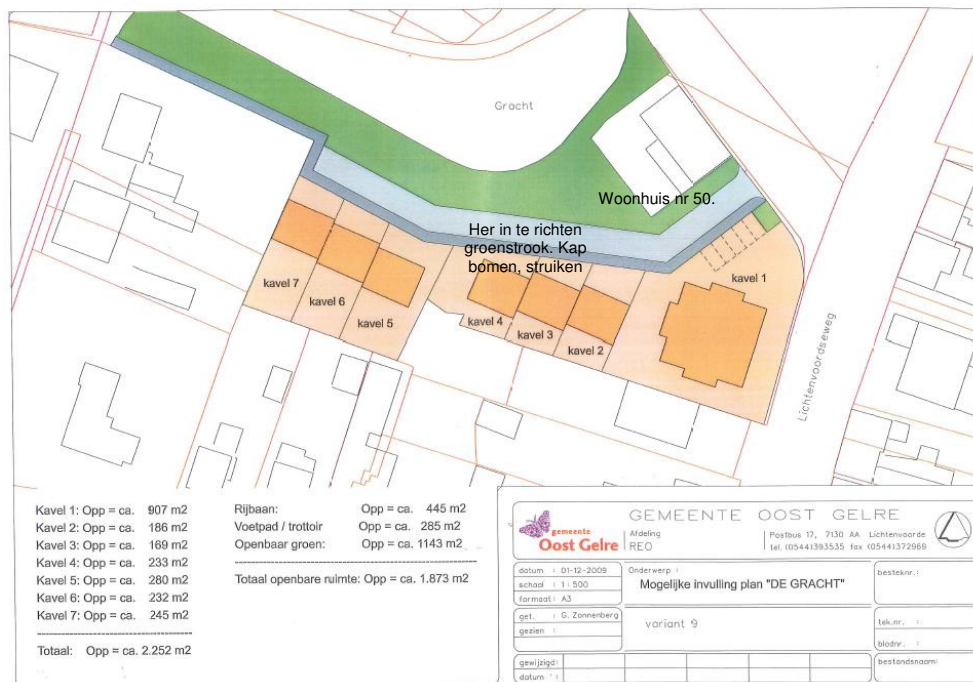 Gracht
Woonhuis nr 50.
Her in te richten
groenstrook. Kap
bomen, struiken
kavel 1
kavel 7
kavel 6
kavel 5
kavel 4
kavel 3
kavel 2
Lichtenvoordseweg
Kavel 1: Opp = ca. 907 m2
Kavel 2: Opp = ca. 186 m2
Kavel 3: Opp = ca. 169 m2
Kavel 4: Opp = ca. 233 m2
Kavel 5: Opp = ca. 280 m2
Kavel 6: Opp = ca. 232 m2
Kavel 7: Opp = ca. 245 m2
Totaal: Opp = ca. 2.252 m2
Rijbaan: Opp = ca. 445 m2
Voetpad / trottoir Opp = ca. 285 m2
Openbaar groen: Opp = ca. 1143 m2
Totaal openbare ruimte: Opp = ca. 1.873 m2
gemeente
Oost Gelre
GEMEENTE OOST GELRE
Afdeling
REO
Postbus 17, 7130 AA Lichtenvoorde
tel. (0544)393535 fax (0544)372969
datum : 01-12-2009
schaal : 1:500
formaat : A3
Onderwerp :
Mogelijke invulling plan "DE GRACHT"
besteknr.:
get. : G. Zonnenberg
gezien :
variant 9
tek.nr. :
bladnr. :
gewijzigd:
datum :
bestandsnaam: